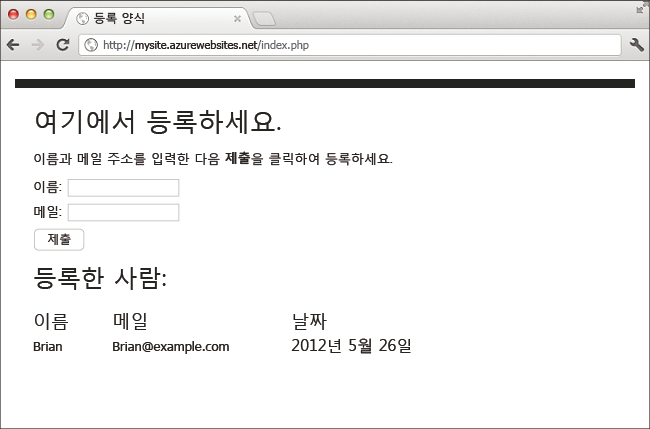 등록 양식
http://mysite.azurewebsites.net/index.php
여기에서 등록하세요.
이름과 메일 주소를 입력한 다음 제출을 클릭하여 등록하세요.
이름:
메일:
제출
등록한 사람:
이름 메일 날짜
Brian Brian@example.com 2012년 5월 26일